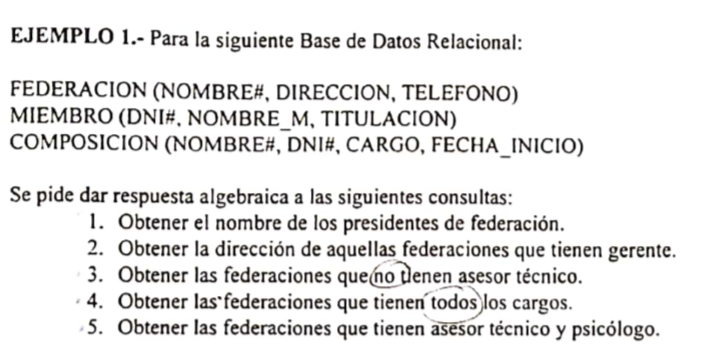 EJEMPLO 1.- Para la siguiente Base de Datos Relacional:
FEDERACION (NOMBRE#, DIRECCION, TELEFONO)
MIEMBRO (DNI#, NOMBRE_M, TITULACION)
COMPOSICION (NOMBRE#, DNI#, CARGO, FECHA_INICIO)
Se pide dar respuesta algebraica a las siguientes consultas:
1. Obtener el nombre de los presidentes de federación.
2. Obtener la dirección de aquellas federaciones que tienen gerente.
3. Obtener las federaciones que no tienen asesor técnico.
4. Obtener las federaciones que tienen todos los cargos.
5. Obtener las federaciones que tienen asesor técnico y psicólogo.